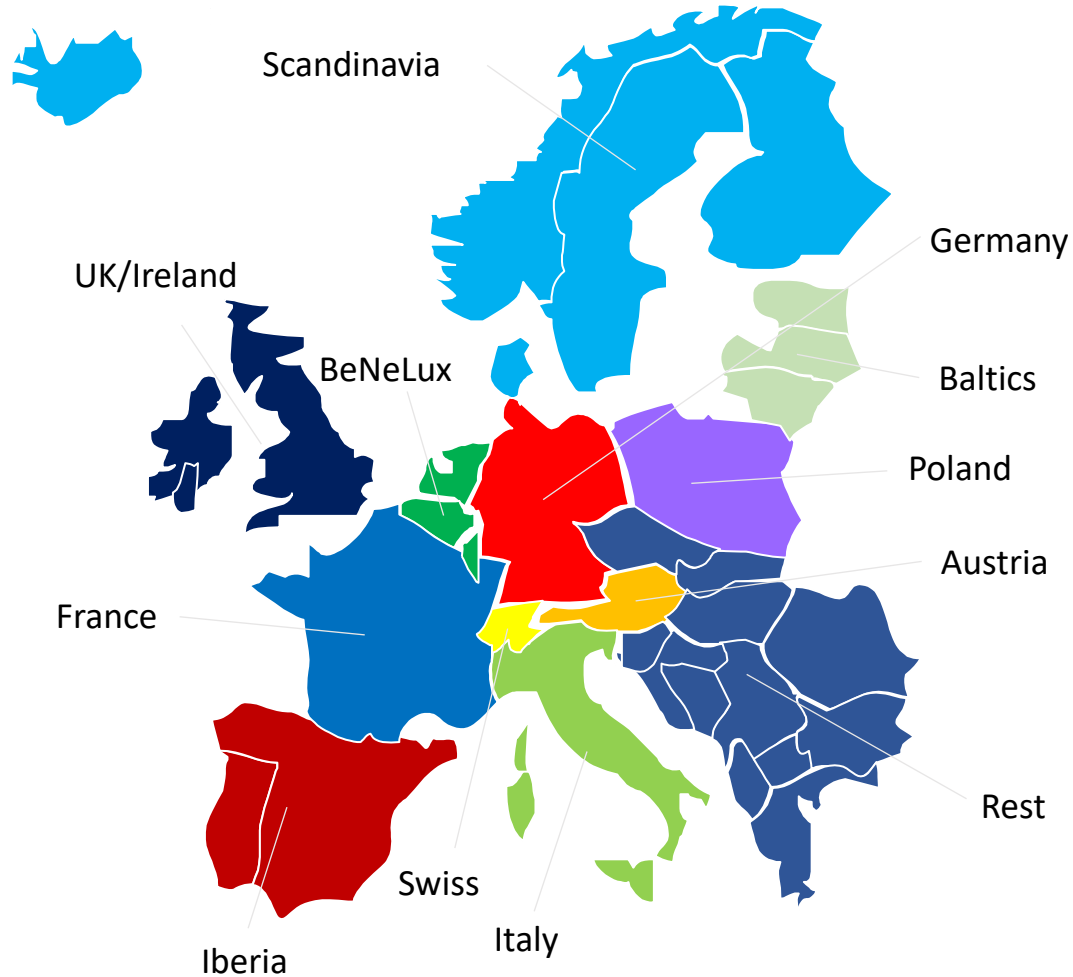 Scandinavia
Germany
UK/Ireland
BeNeLux
Baltics
Poland
Austria
France
Rest
Swiss
Italy
Iberia